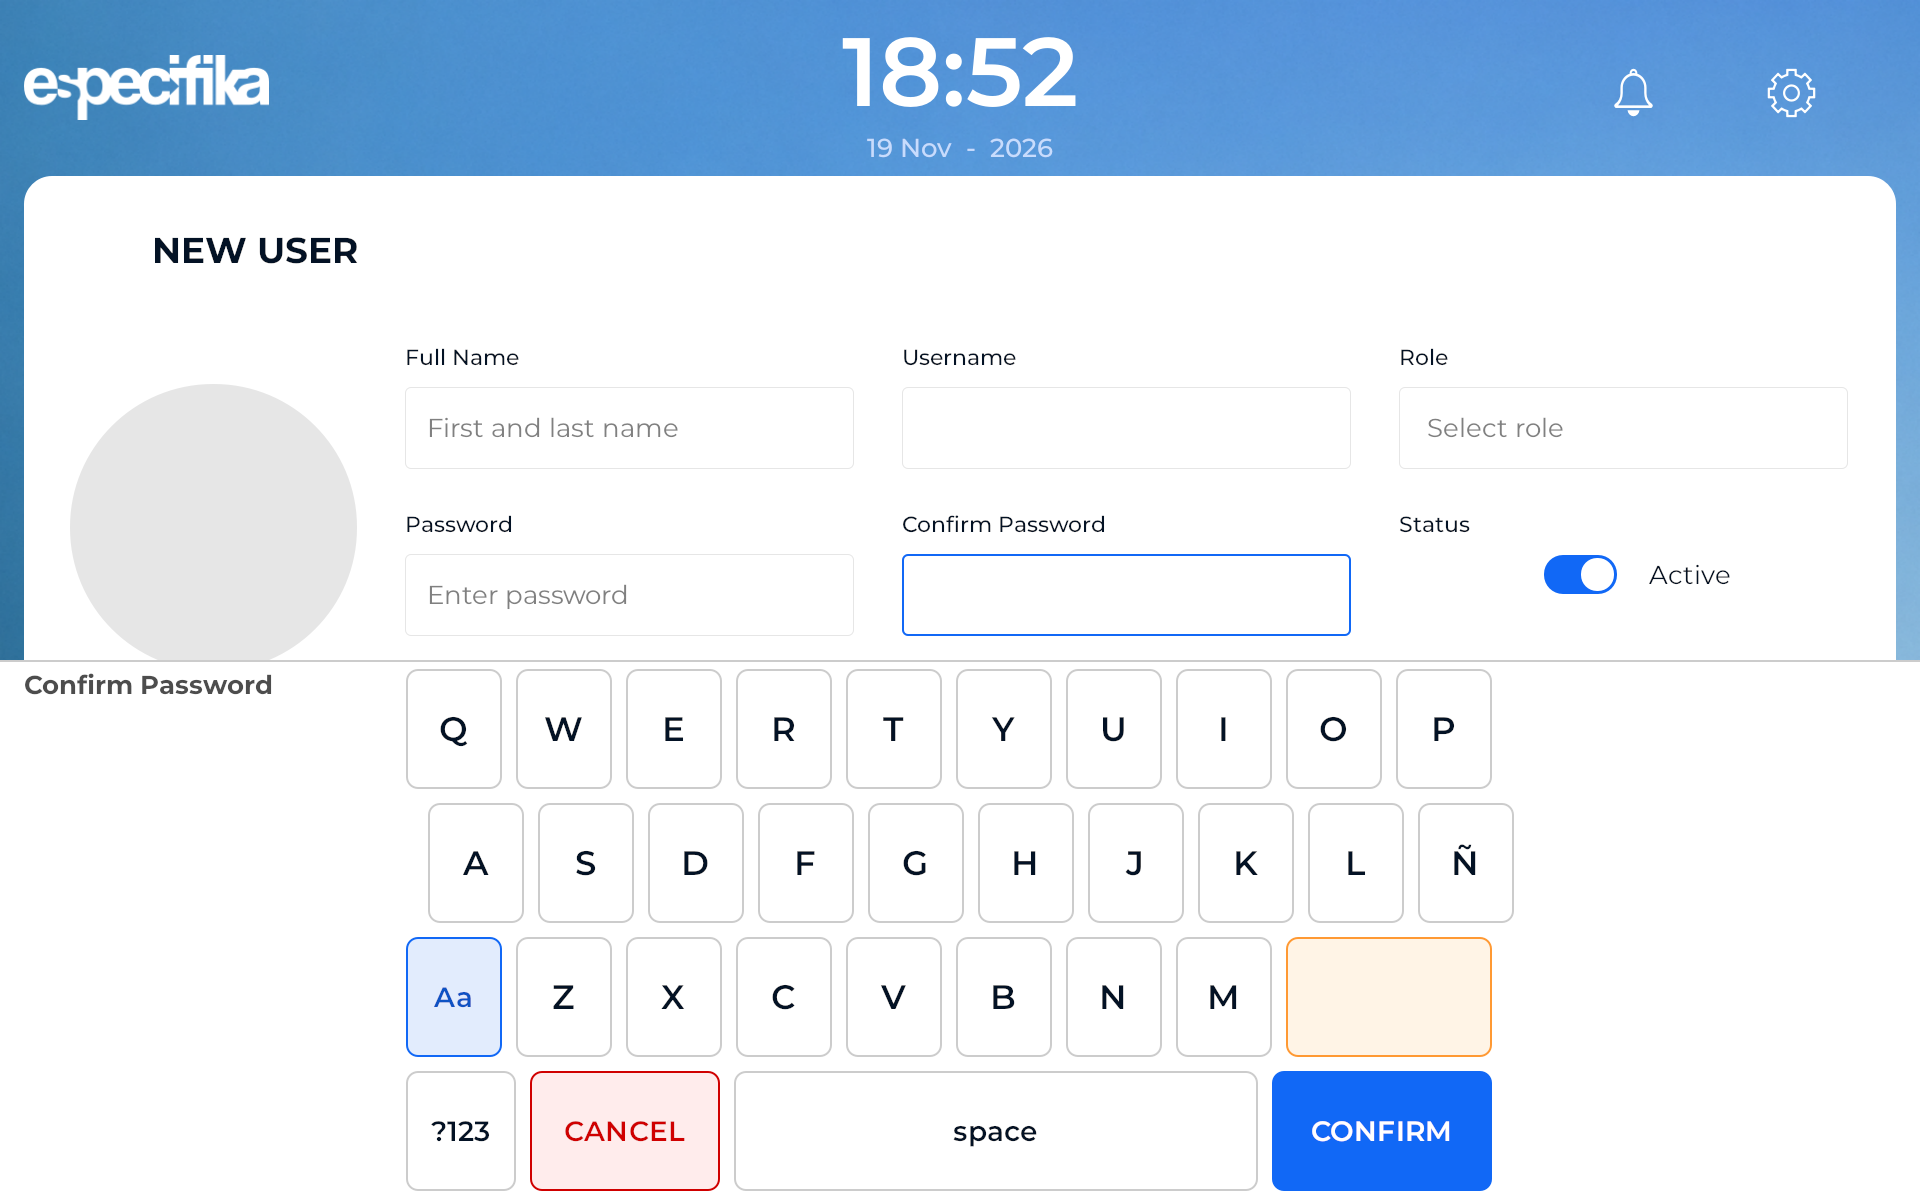 especifika
18:52
19 Nov - 2026
NEW USER
Full Name
Username
Role
First and last name
Select role
Password
Confirm Password
Status
Enter password
Active
Confirm Password
Q W E R T Y U I O P
A S D F G H J K L Ñ
Aa Z X C V B N M
?123 CANCEL space CONFIRM